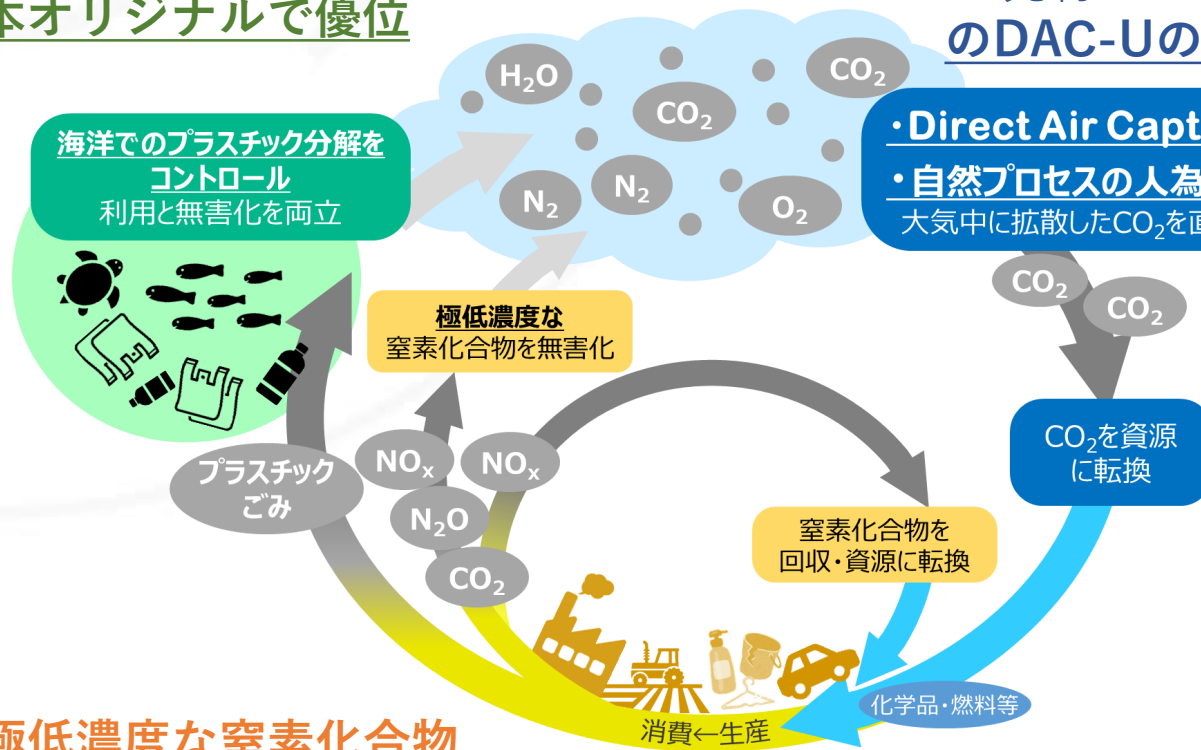 本オリジナルで優位
のDAC-Uの
H₂O
CO₂
CO₂
N₂
N₂
O₂
・Direct Air Capt
・自然プロセスの人為
大気中に拡散したCO₂を
海洋でのプラスチック分解を
コントロール
利用と無害化を両立
CO₂
CO₂
極低濃度な
窒素化合物を無害化
CO₂を資源
に転換
プラスチック
ごみ
NOₓ
NOₓ
N₂O
CO₂
窒素化合物を
回収・資源に転換
化学品・燃料等
消費←生産
極低濃度な窒素化合物